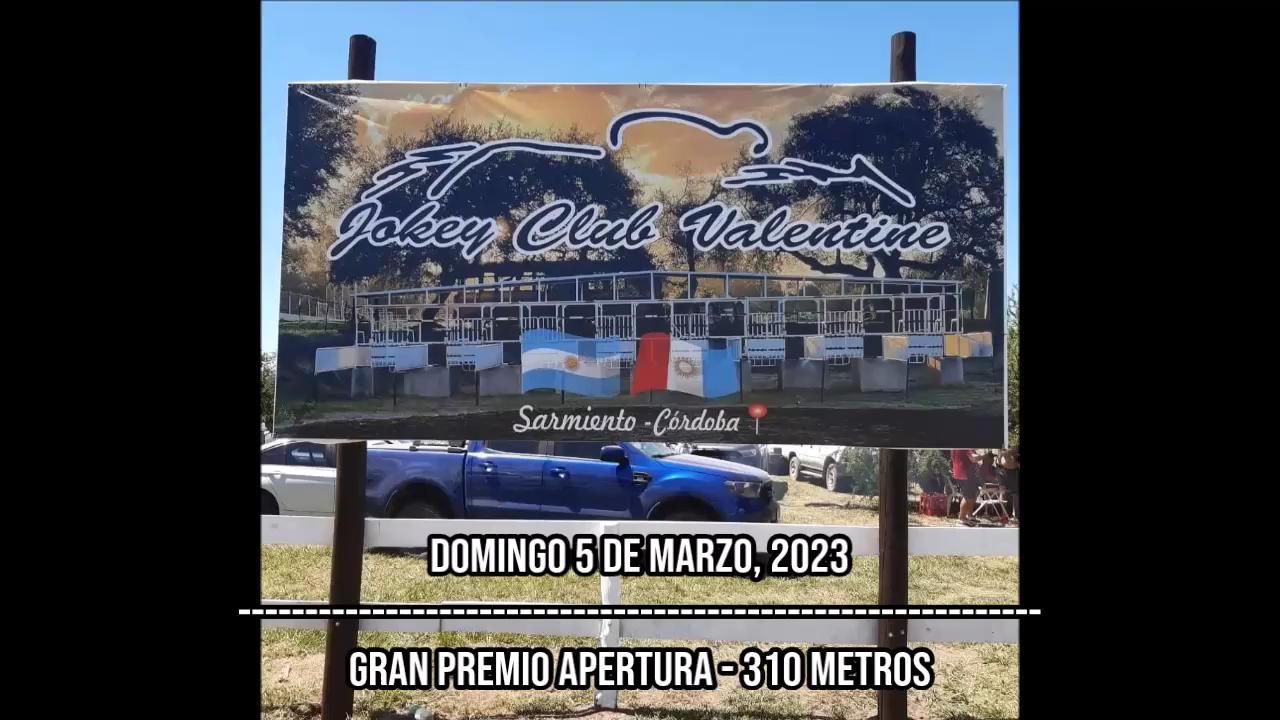 Jokey Club Valentine
Sarmiento - Córdoba
DOMINGO 5 DE MARZO, 2023
GRAN PREMIO APERTURA - 310 METROS